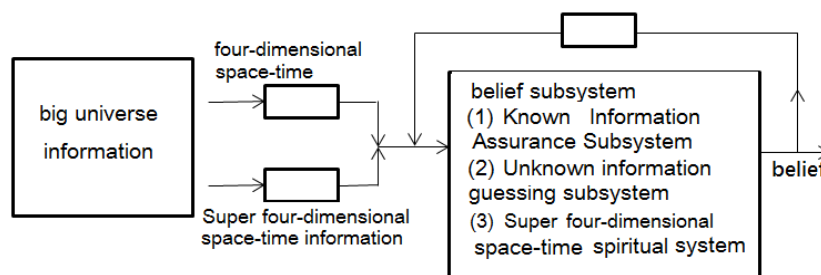 big universe
information
four-dimensional
space-time
Super four-dimensional
space-time information
belief subsystem
(1) Known Information
Assurance Subsystem
(2) Unknown information
guessing subsystem
(3) Super four-dimensional
space-time spiritual system
belief